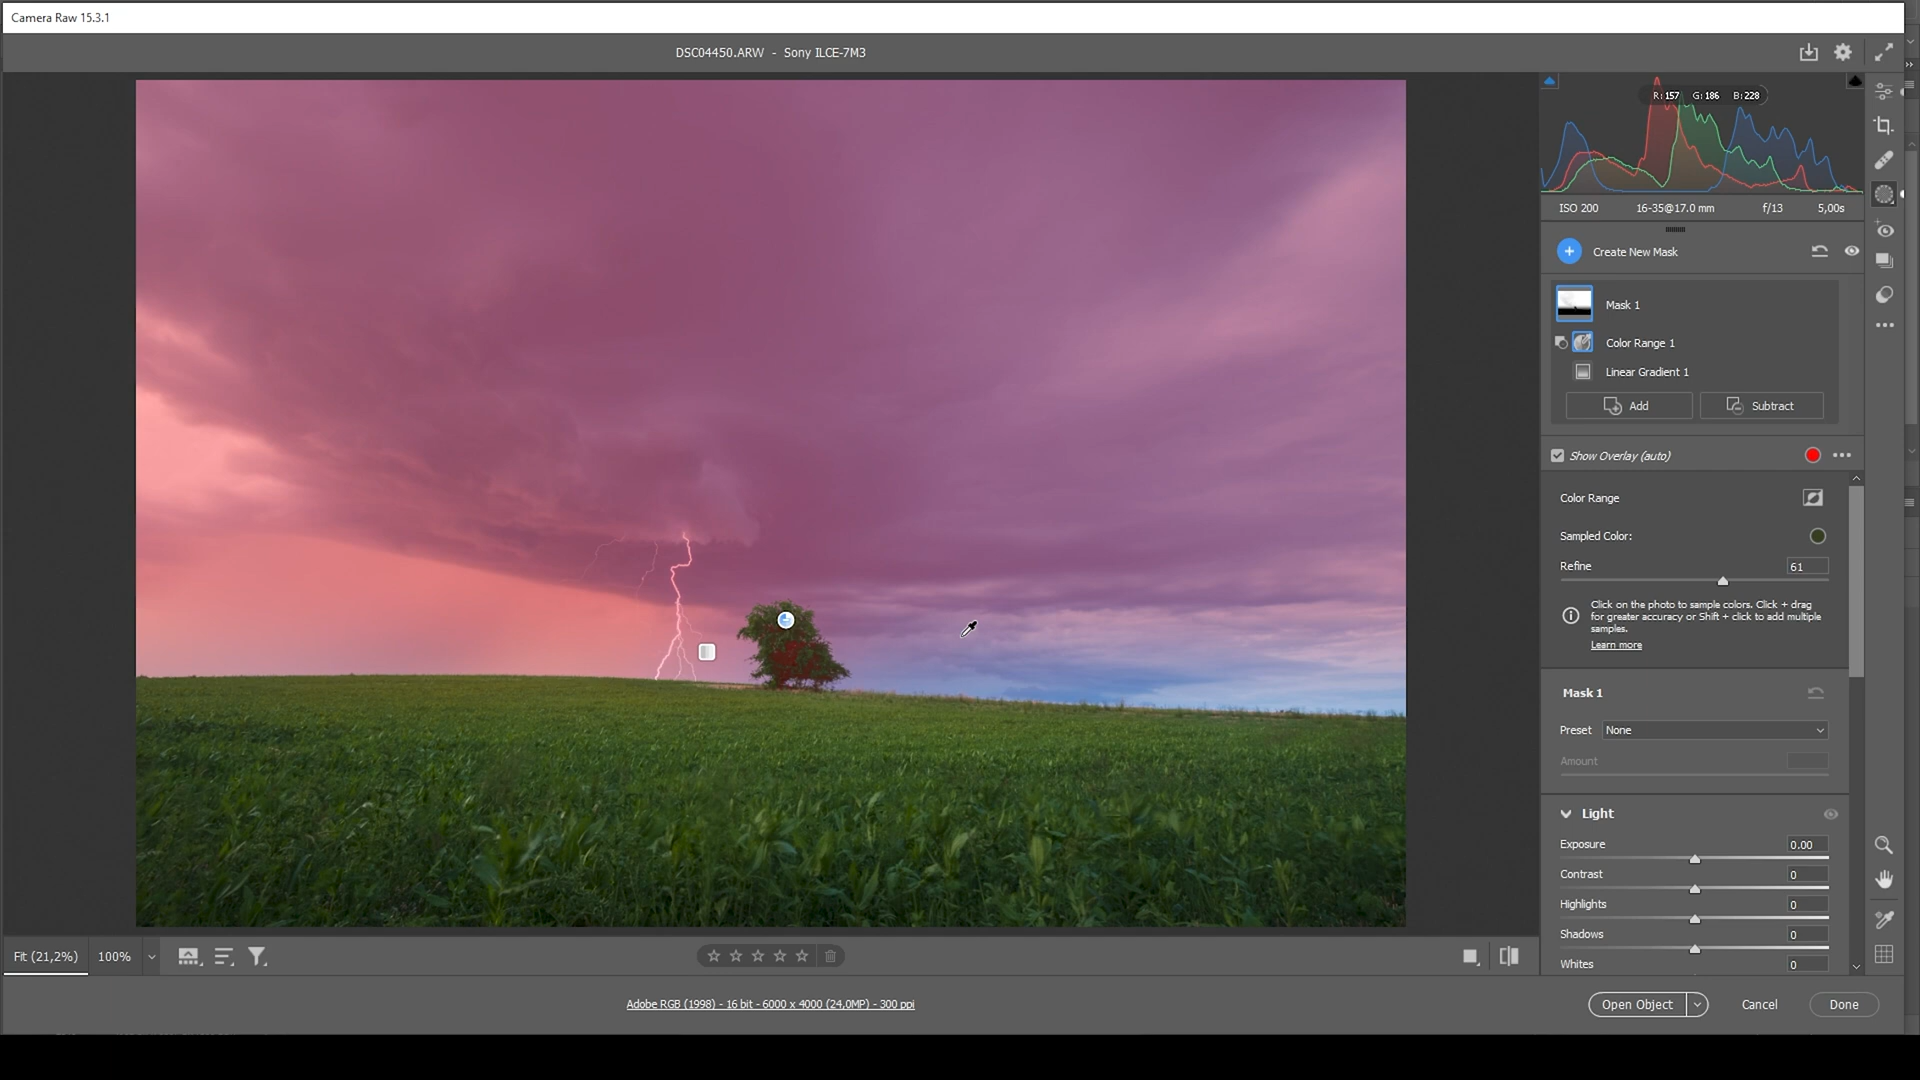 Camera Raw 15.3.1
DSC04450.ARW - Sony ILCE-7M3
R: 157 G: 186 B: 228
ISO 200 16-35@17.0 mm f/13 5,00s
Create New Mask
Mask 1
Color Range 1
Linear Gradient 1
Add Subtract
Show Overlay (auto)
Color Range
Sampled Color:
Refine 61
Click on the photo to sample colors. Click + drag
for greater accuracy or Shift + click to add multiple
samples.
Learn more
Mask 1
Preset None
Amount
Light
Exposure 0.00
Contrast 0
Highlights 0
Shadows 0
Whites 0
Fit (21,2%) 100%
Adobe RGB (1998) - 16 bit - 6000 x 4000 (24,0MP) - 300 ppi
Open Object Cancel Done